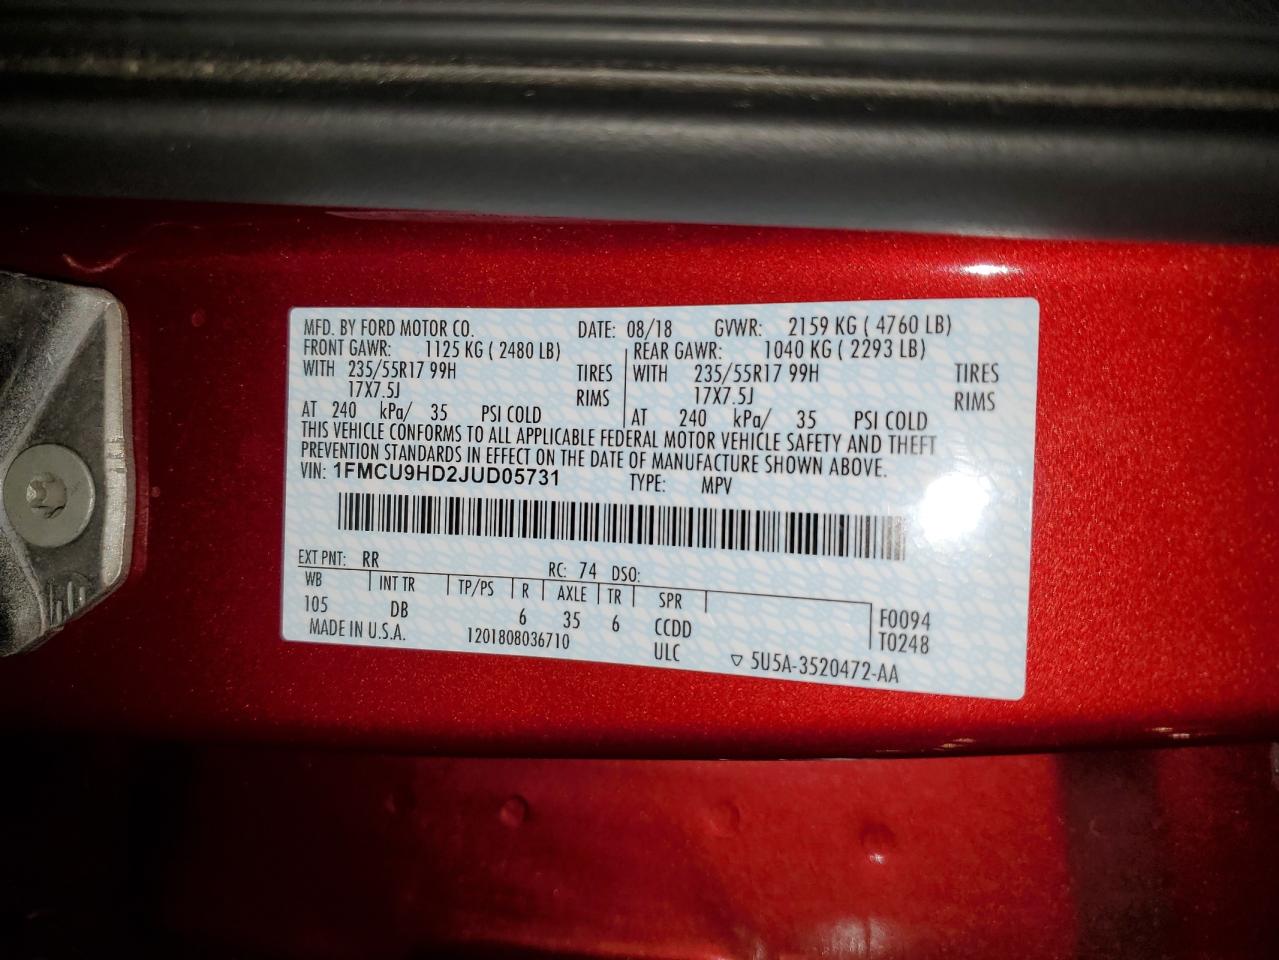 MFD. BY FORD MOTOR CO. DATE: 08/18 GVWR: 2159 KG ( 4760 LB)
FRONT GAWR: 1125 KG ( 2480 LB) REAR GAWR: 1040 KG ( 2293 LB)
WITH 235/55R17 99H TIRES WITH 235/55R17 99H TIRES
17X7.5J RIMS 17X7.5J RIMS
AT 240 kPa/ 35 PSI COLD AT 240 kPa/ 35 PSI COLD
THIS VEHICLE CONFORMS TO ALL APPLICABLE FEDERAL MOTOR VEHICLE SAFETY AND THEFT
PREVENTION STANDARDS IN EFFECT ON THE DATE OF MANUFACTURE SHOWN ABOVE.
VIN: 1FMCU9HD2JUD05731 TYPE: MPV
EXT PNT: RR RC: 74 DSO:
WB INT TR TP/PS R AXLE TR SPR
105 DB 6 35 6 CCDD F0094
MADE IN U.S.A. 1201808036710 ULC T0248
▽ 5U5A-3520472-AA